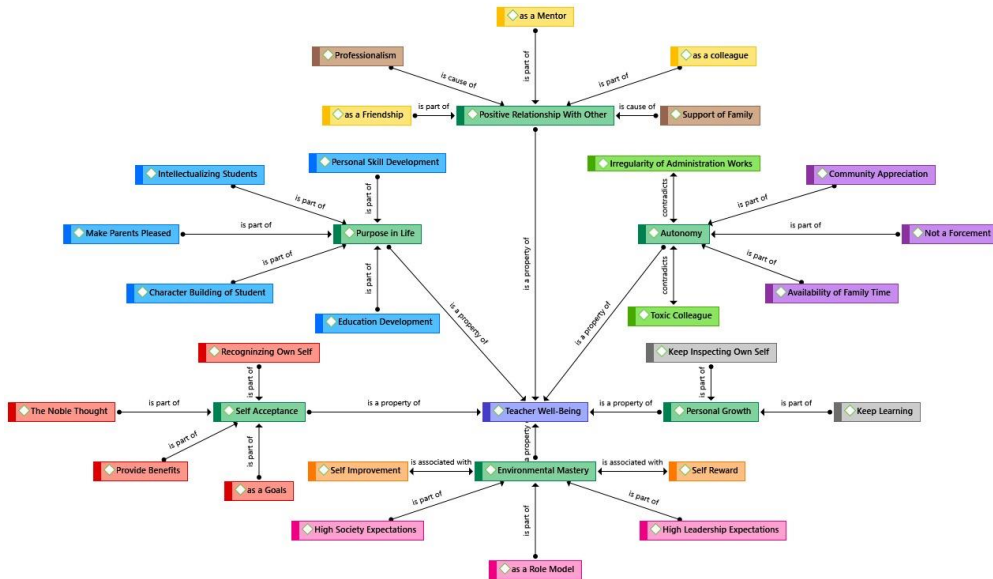 as a Mentor
Professionalism
is cause of
is part of
is part of
as a colleague
as a Friendship
is part of
Positive Relationship With Other
is cause of
Support of Family
Personal Skill Development
Irregularity of Administration Works
Intellectualizing Students
is part of
is part of
contradicts
Community Appreciation
is part of
Make Parents Pleased
is part of
Purpose in Life
is a property of
Autonomy
is part of
Not a Forcement
is part of
is part of
contradicts
is part of
Character Building of Student
Availability of Family Time
Education Development
is a property of
is a property of
Toxic Colleague
Recogninzing Own Self
Keep Inspecting Own Self
is part of
is part of
The Noble Thought
is part of
Self Acceptance
is a property of
Teacher Well-Being
is a property of
Personal Growth
is part of
Keep Learning
is part of
is part of
a property
Provide Benefits
as a Goals
Self Improvement
is associated with
Environmental Mastery
is associated with
Self Reward
is part of
is part of
is part of
High Society Expectations
High Leadership Expectations
as a Role Model